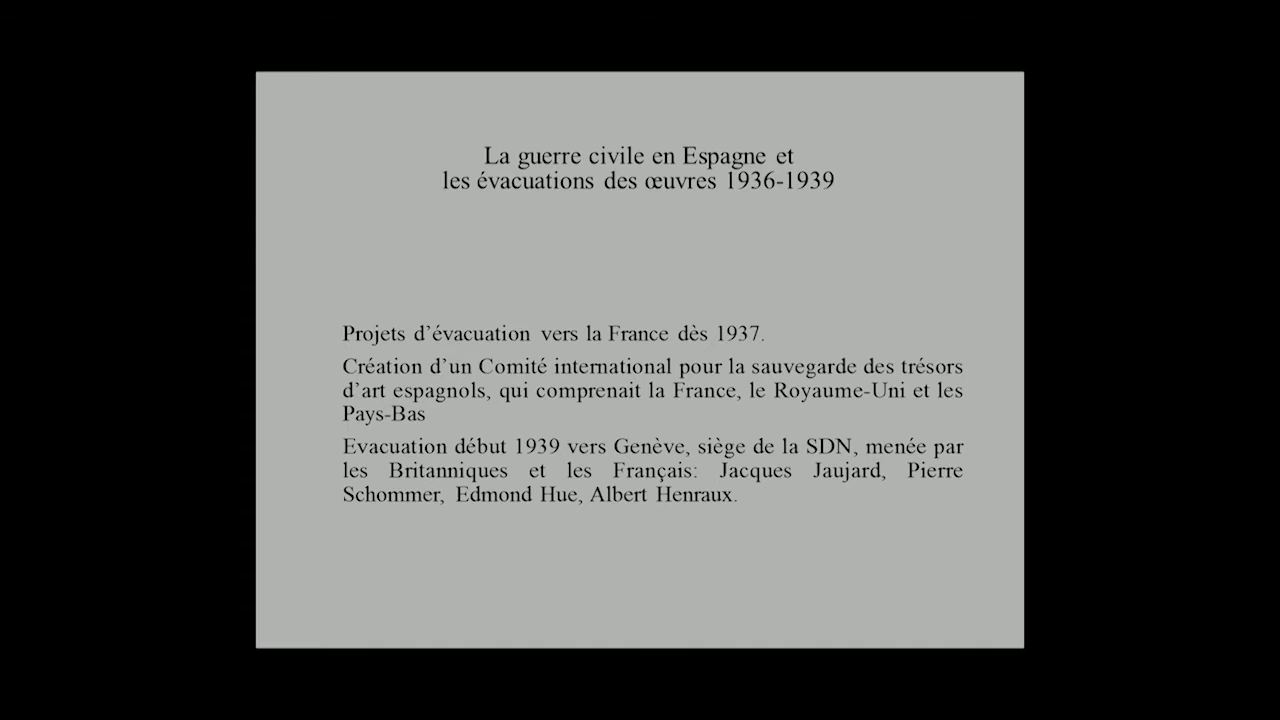 La guerre civile en Espagne et
les évacuations des œuvres 1936-1939
Projets d'évacuation vers la France dès 1937.
Création d'un Comité international pour la sauvegarde des trésors
d'art espagnols, qui comprenait la France, le Royaume-Uni et les
Pays-Bas
Evacuation début 1939 vers Genève, siège de la SDN, menée par
les Britanniques et les Français: Jacques Jaujard, Pierre
Schommer, Edmond Hue, Albert Henraux.